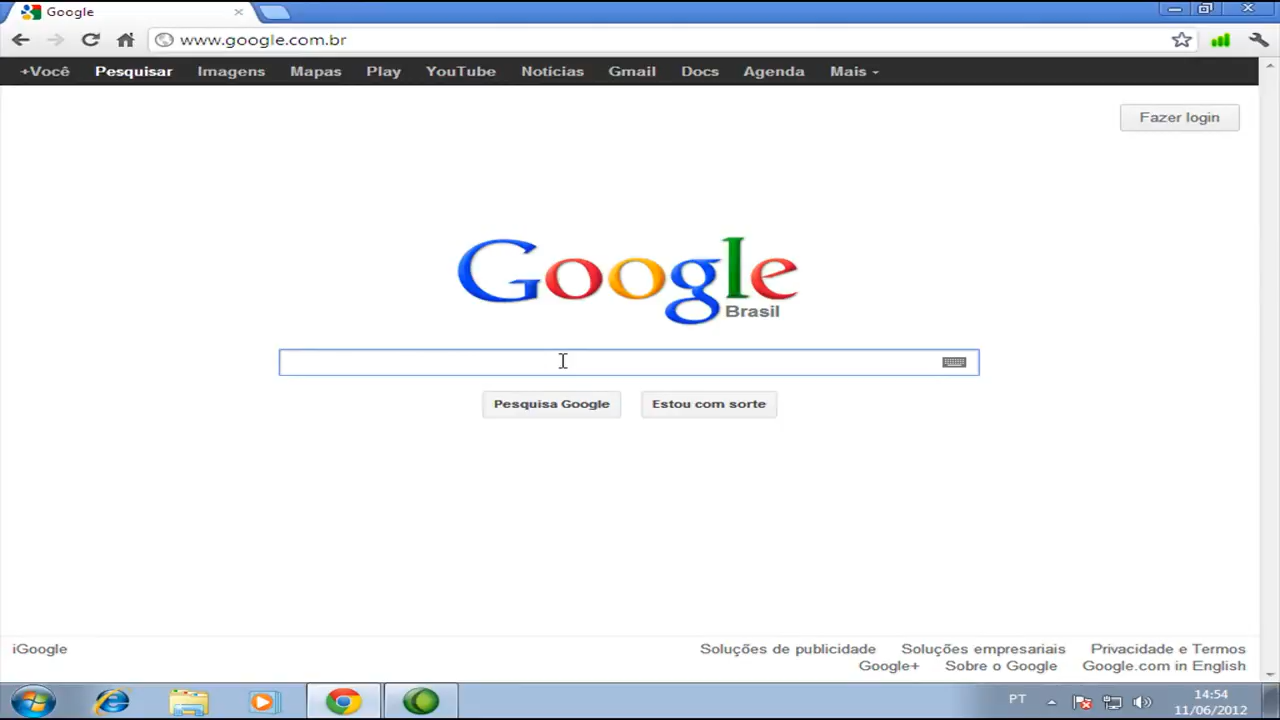 Google
www.google.com.br
+Você Pesquisar Imagens Mapas Play YouTube Notícias Gmail Docs Agenda Mais
Fazer login
Google
Brasil
Pesquisa Google Estou com sorte
iGoogle Soluções de publicidade Soluções empresariais Privacidade e Termos
Google+ Sobre o Google Google.com in English
PT 14:54
11/06/2012